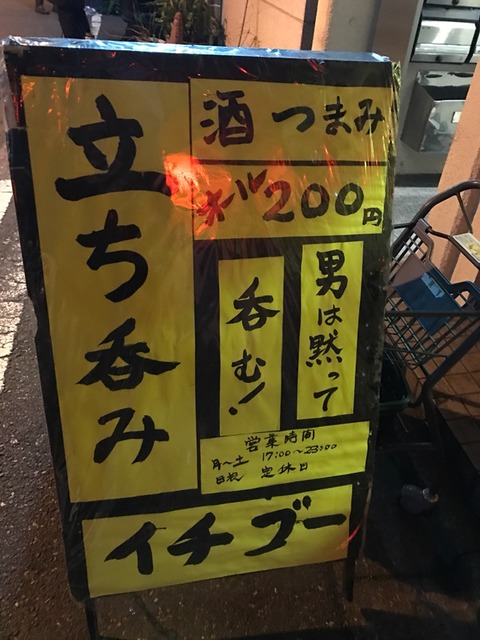 立ち呑み
酒 つまみ
オール200円
男は黙って
呑む!
営業時間
月〜土 17:00〜23:00
日祝 定休日
イチブー